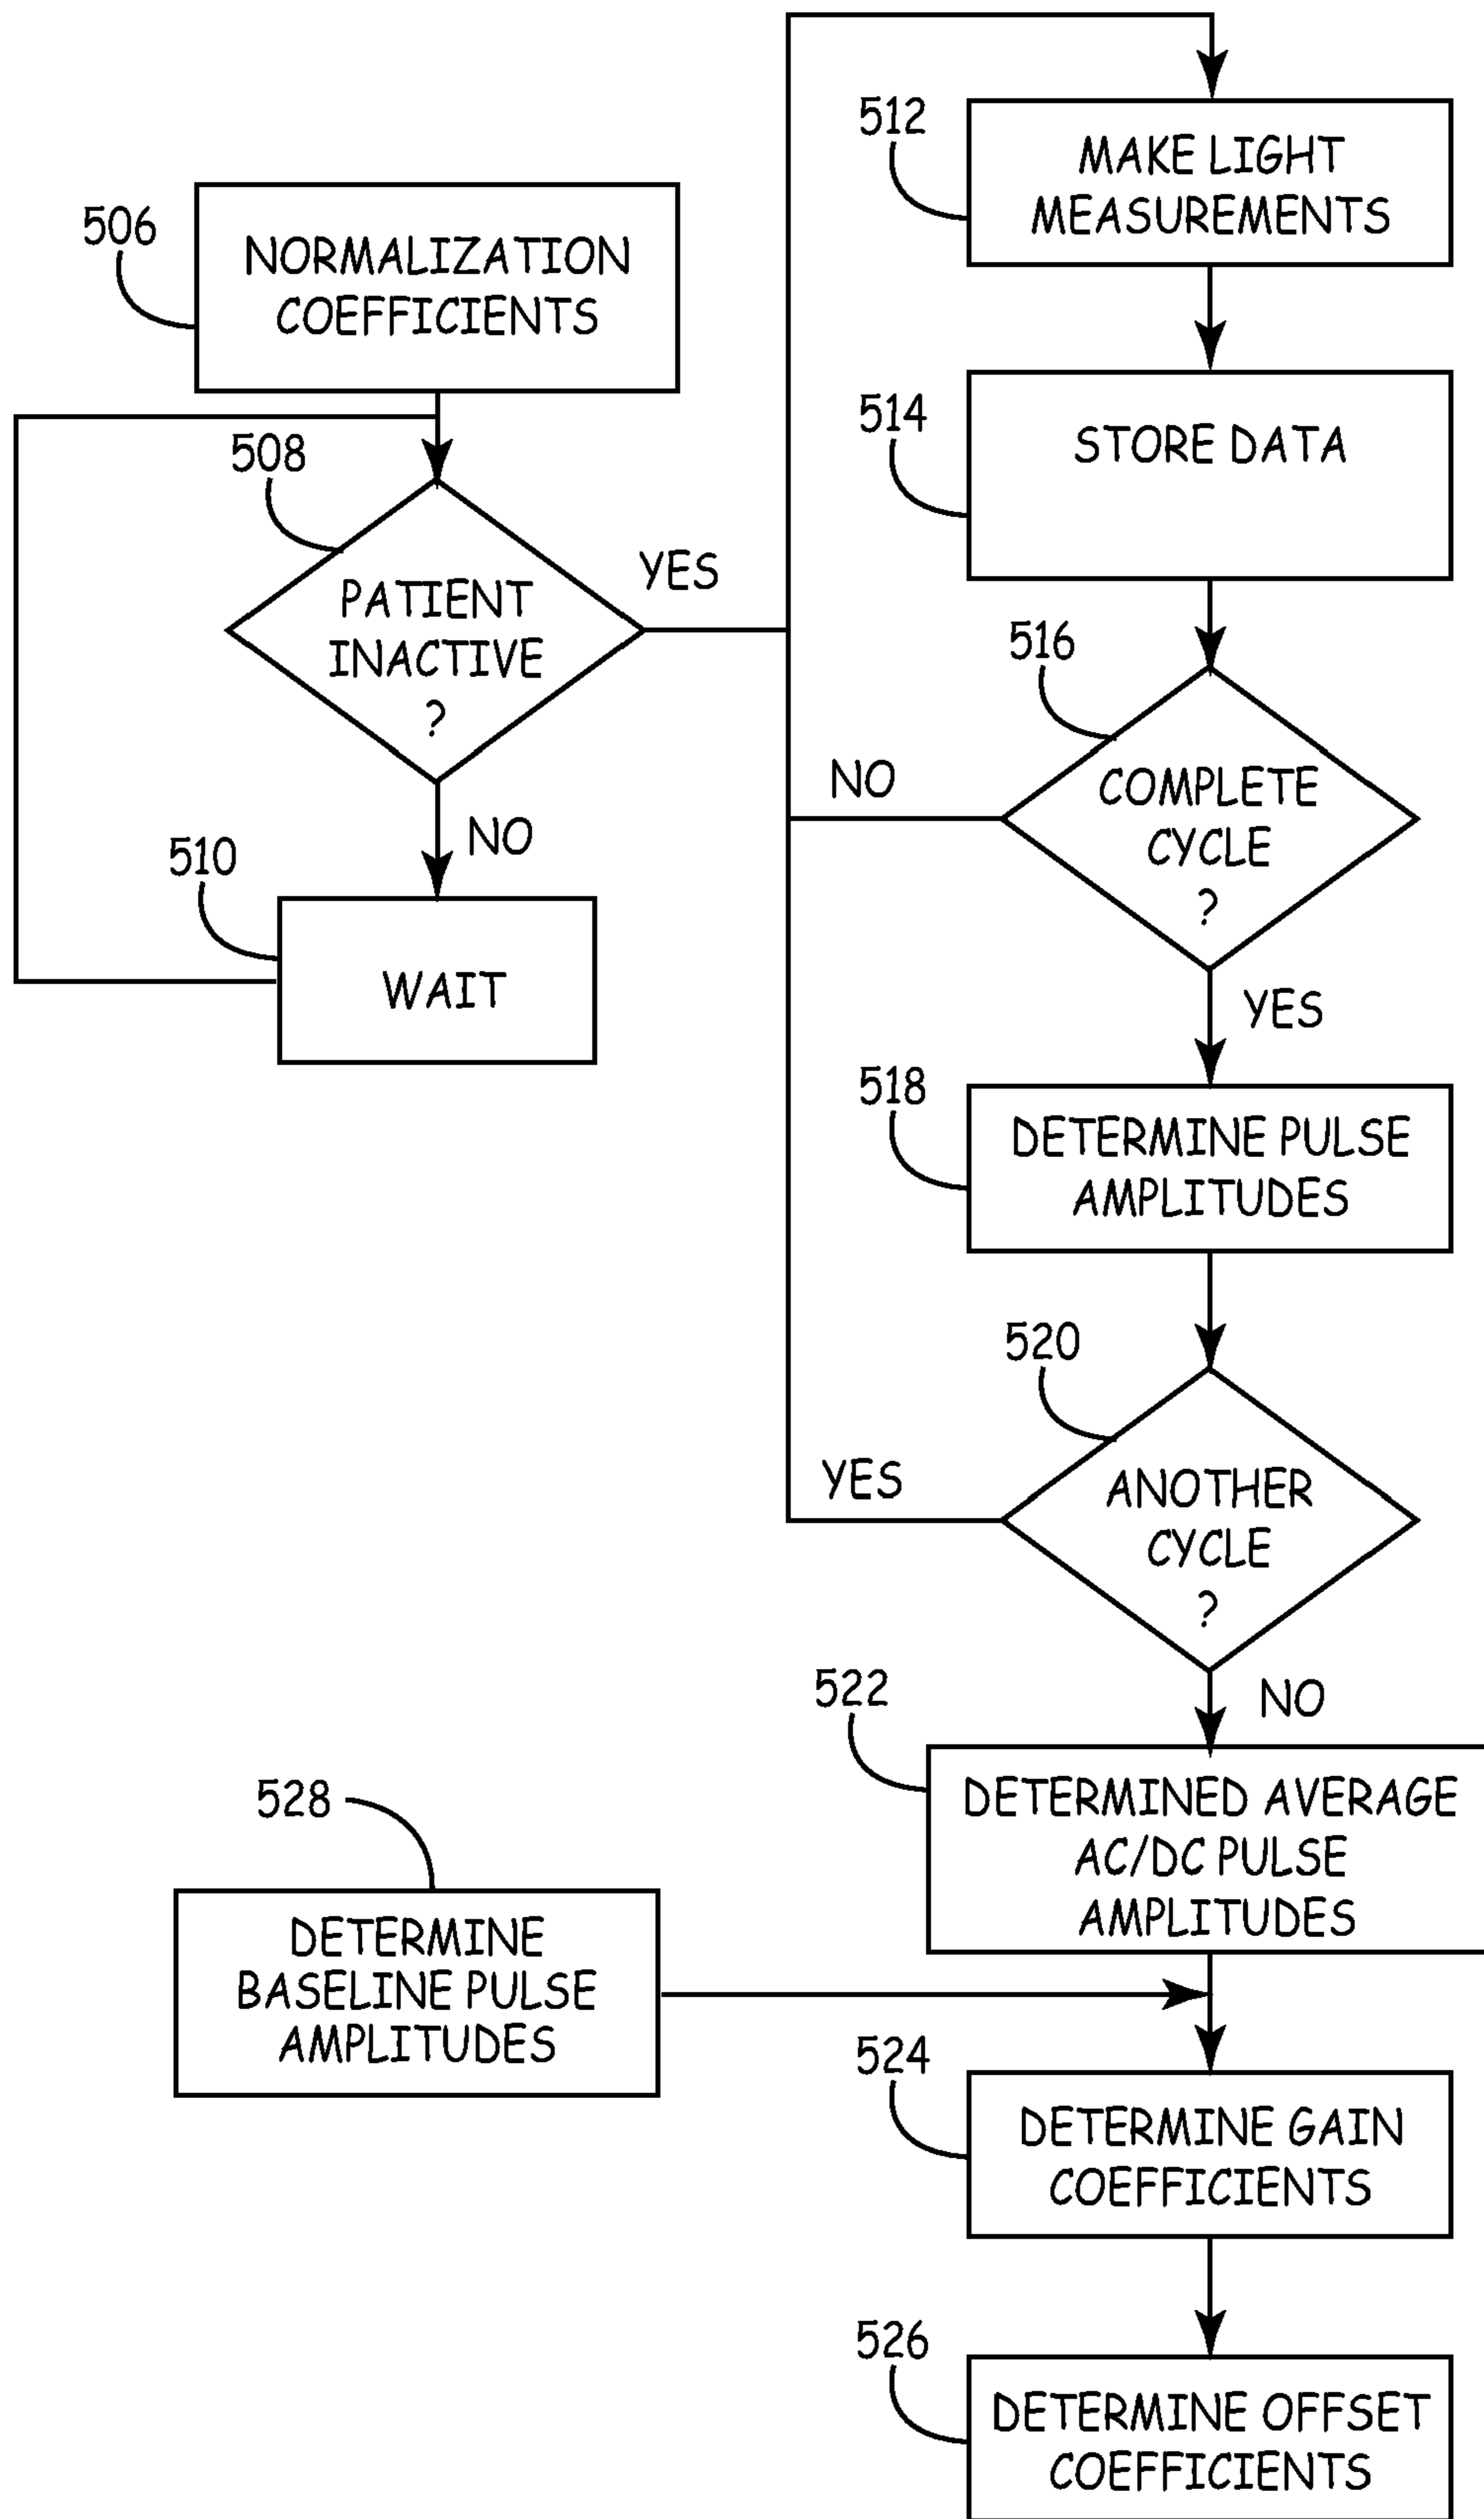 506
NORMALIZATION
COEFFICIENTS
508
PATIENT
INACTIVE
?
YES
NO
510
WAIT
512
MAKE LIGHT
MEASUREMENTS
514
STORE DATA
516
COMPLETE
CYCLE
?
NO
YES
518
DETERMINE PULSE
AMPLITUDES
520
ANOTHER
CYCLE
?
YES
NO
522
DETERMINED AVERAGE
AC/DC PULSE
AMPLITUDES
528
DETERMINE
BASELINE PULSE
AMPLITUDES
524
DETERMINE GAIN
COEFFICIENTS
526
DETERMINE OFFSET
COEFFICIENTS